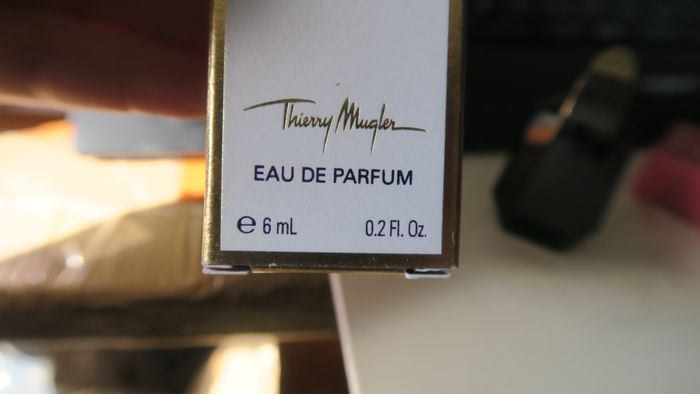 Thierry Mugler
EAU DE PARFUM
℮ 6 mL 0.2 Fl. Oz.